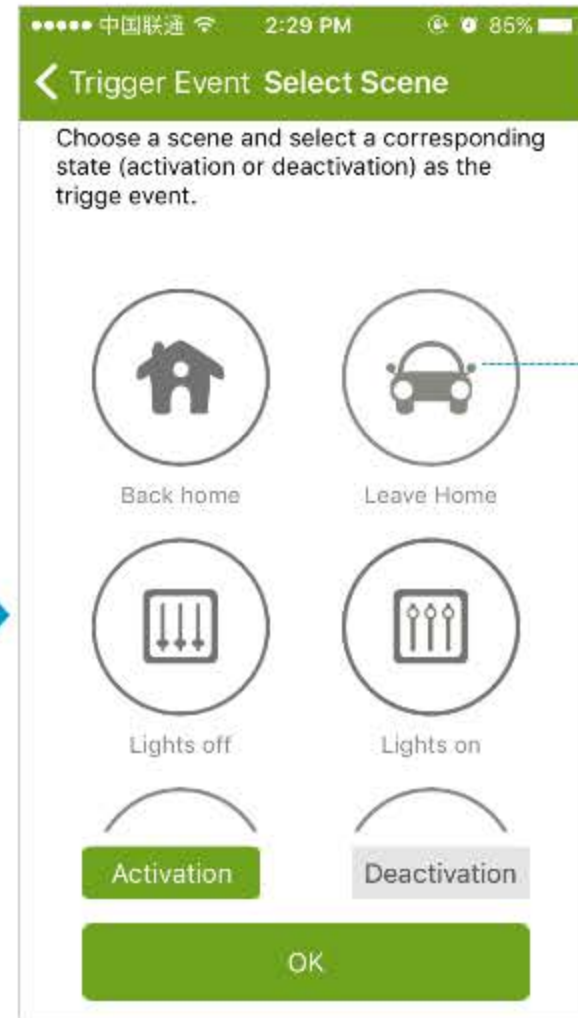 中国联通 2:29 PM 85%
Trigger Event Select Scene
Choose a scene and select a corresponding
state (activation or deactivation) as the
trigge event.
Back home Leave Home
Lights off Lights on
Activation Deactivation
OK